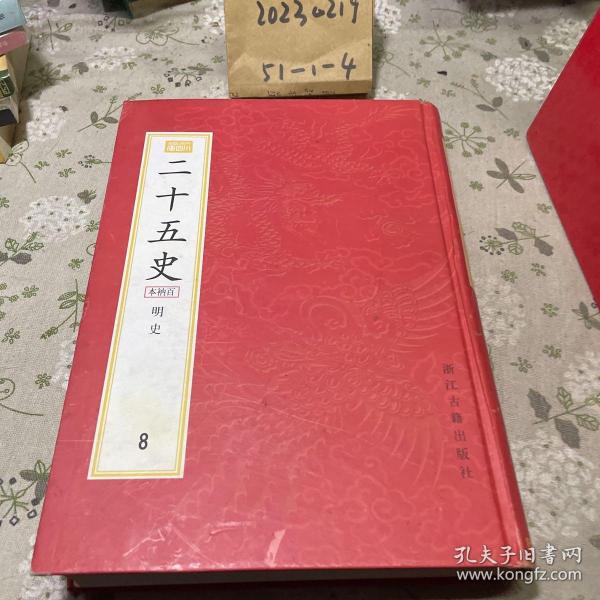 20230219
51-1-4
二十五史
百衲本
明史
8
浙江古籍出版社
孔夫子旧书网
www.kongfz.com